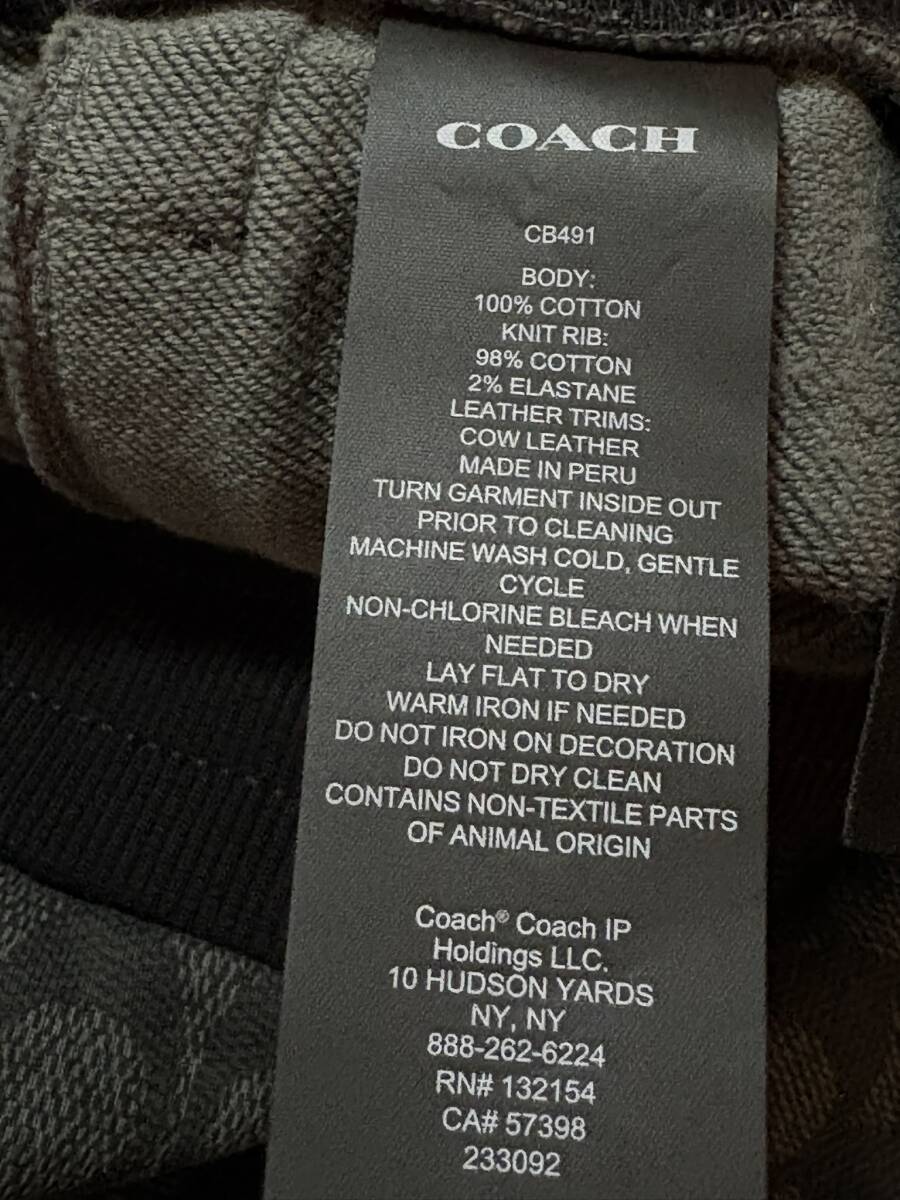 COACH
CB491
BODY:
100% COTTON
KNIT RIB:
98% COTTON
2% ELASTANE
LEATHER TRIMS:
COW LEATHER
MADE IN PERU
TURN GARMENT INSIDE OUT
PRIOR TO CLEANING
MACHINE WASH COLD, GENTLE
CYCLE
NON-CHLORINE BLEACH WHEN
NEEDED
LAY FLAT TO DRY
WARM IRON IF NEEDED
DO NOT IRON ON DECORATION
DO NOT DRY CLEAN
CONTAINS NON-TEXTILE PARTS
OF ANIMAL ORIGIN
Coach® Coach IP
Holdings LLC.
10 HUDSON YARDS
NY, NY
888-262-6224
RN# 132154
CA# 57398
233092